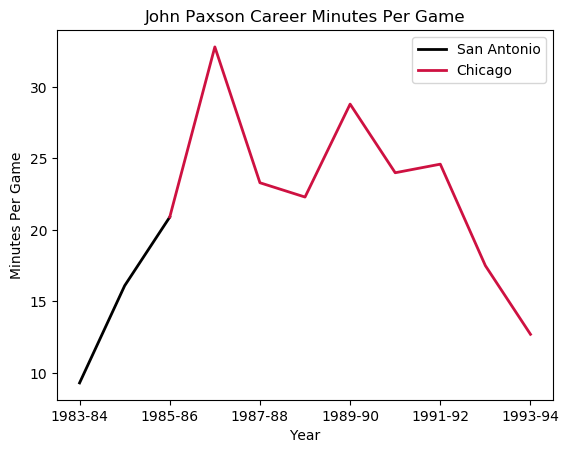 John Paxson Career Minutes Per Game
San Antonio
Chicago
Minutes Per Game
30
25
20
15
10
1983-84
1985-86
1987-88
1989-90
1991-92
1993-94
Year